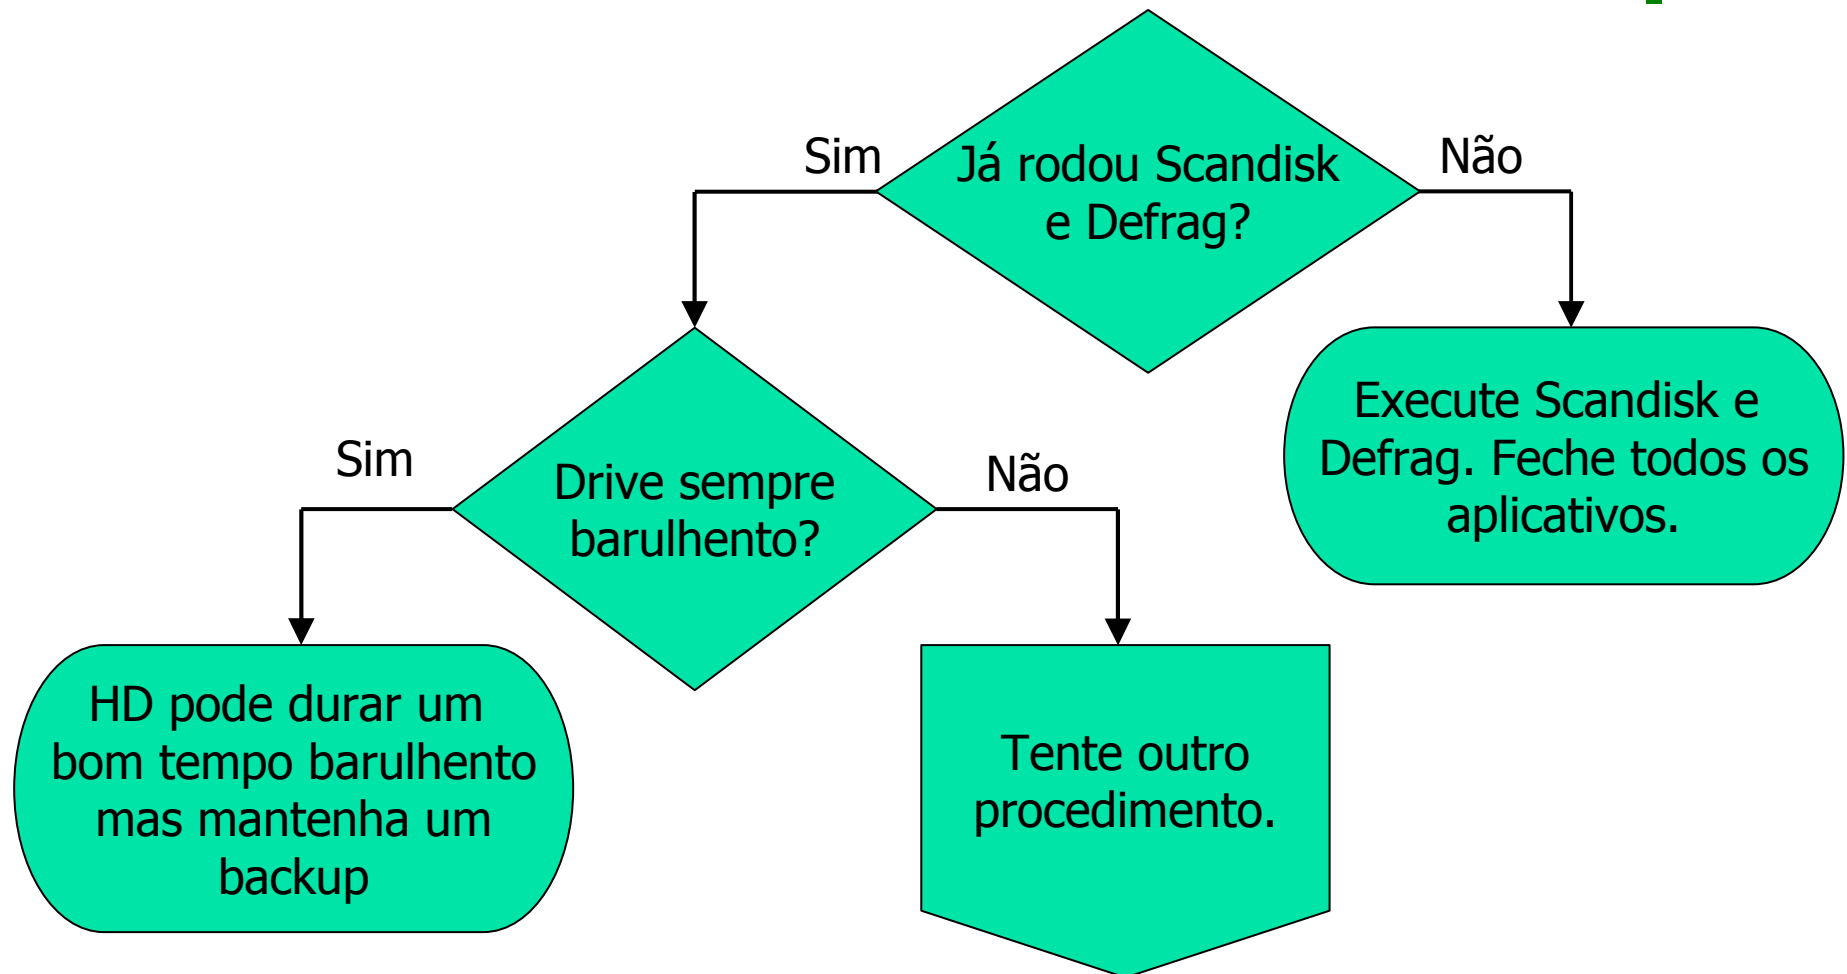 Sim
Já rodou Scandisk
e Defrag?
Não
Execute Scandisk e
Defrag. Feche todos os
aplicativos.
Sim
Drive sempre
barulhento?
Não
HD pode durar um
bom tempo barulhento
mas mantenha um
backup
Tente outro
procedimento.